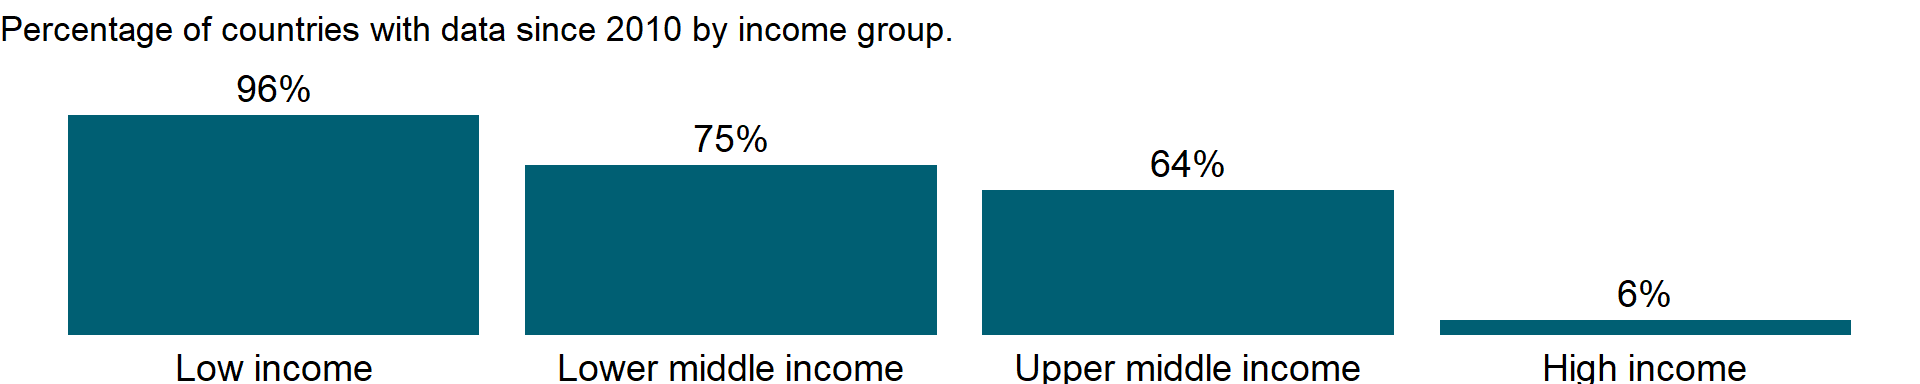 Percentage of countries with data since 2010 by income group.
96%
75%
64%
6%
Low income
Lower middle income
Upper middle income
High income